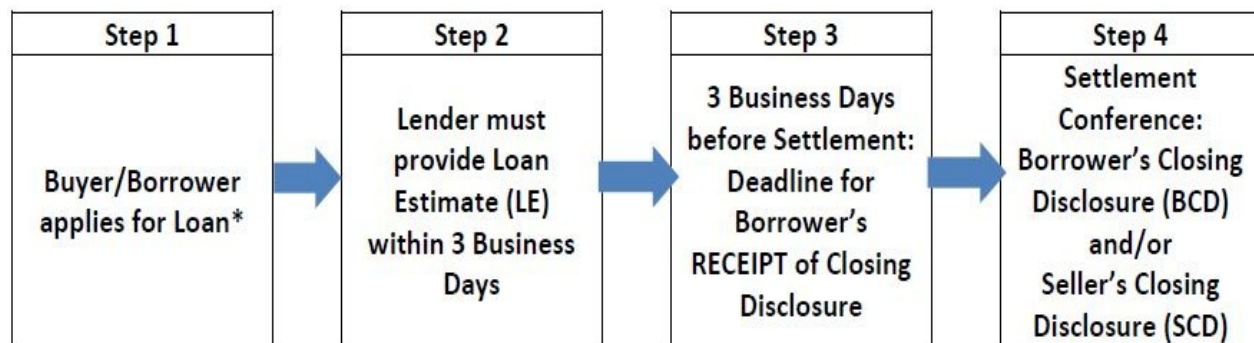 Step 1
Buyer/Borrower
applies for Loan*
Step 2
Lender must
provide Loan
Estimate (LE)
within 3 Business
Days
Step 3
3 Business Days
before Settlement:
Deadline for
Borrower’s
RECEIPT of Closing
Disclosure
Step 4
Settlement
Conference:
Borrower’s Closing
Disclosure (BCD)
and/or
Seller’s Closing
Disclosure (SCD)